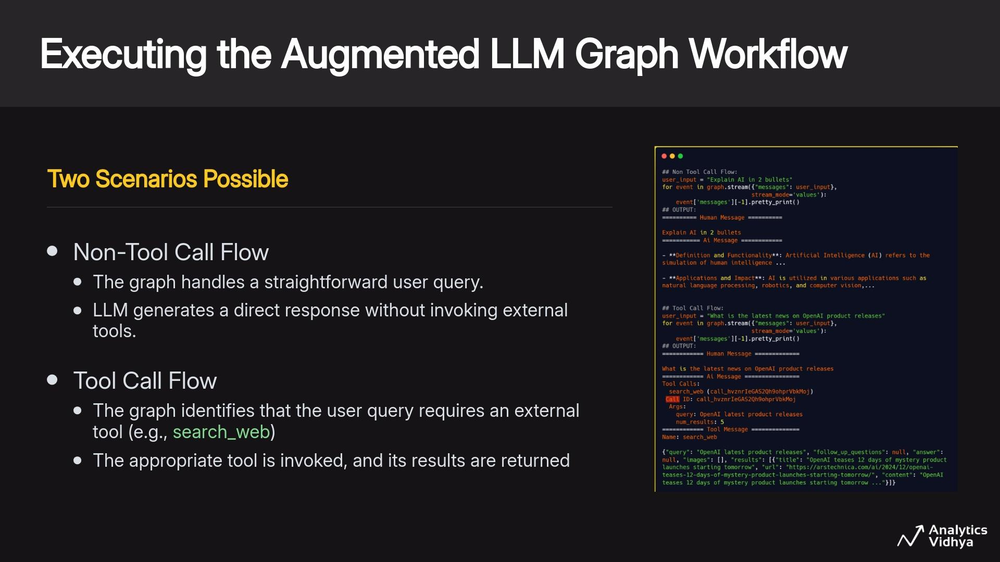 Executing the Augmented LLM Graph Workflow
Two Scenarios Possible
Non-Tool Call Flow
The graph handles a straightforward user query.
LLM generates a direct response without invoking external
tools.
Tool Call Flow
The graph identifies that the user query requires an external
tool (e.g., search_web)
The appropriate tool is invoked, and its results are returned
## Non Tool Call Flow:
user_input = "Explain AI in 2 bullets"
for event in graph.stream({"messages": user_input},
stream_mode='values'):
event['messages'][-1].pretty_print()
## OUTPUT:
========== Human Message ==========
Explain AI in 2 bullets
=========== Ai Message ============
- **Definition and Functionality**: Artificial Intelligence (AI) refers to the
simulation of human intelligence ...
- **Applications and Impact**: AI is utilized in various applications such as
natural language processing, robotics, and computer vision,...
## Tool Call Flow:
user_input = "What is the latest news on OpenAI product releases"
for event in graph.stream({"messages": user_input},
stream_mode='values'):
event['messages'][-1].pretty_print()
## OUTPUT:
============ Human Message =============
What is the latest news on OpenAI product releases
============ Ai Message ================
Tool Calls:
search_web (call_hvznrIeGAS2Qh9ohprVbkMoj)
Call ID: call_hvznrIeGAS2Qh9ohprVbkMoj
Args:
query: OpenAI latest product releases
num_results: 5
============ Tool Message ==============
Name: search_web
{"query": "OpenAI latest product releases", "follow_up_questions": null, "answer":
null, "images": [], "results": [{"title": "OpenAI teases 12 days of mystery product
launches starting tomorrow", "url": "https://arstechnica.com/ai/2024/12/openai-
teases-12-days-of-mystery-product-launches-starting-tomorrow/", "content": "OpenAI
teases 12 days of mystery product launches starting tomorrow ..."}]}
Analytics
Vidhya